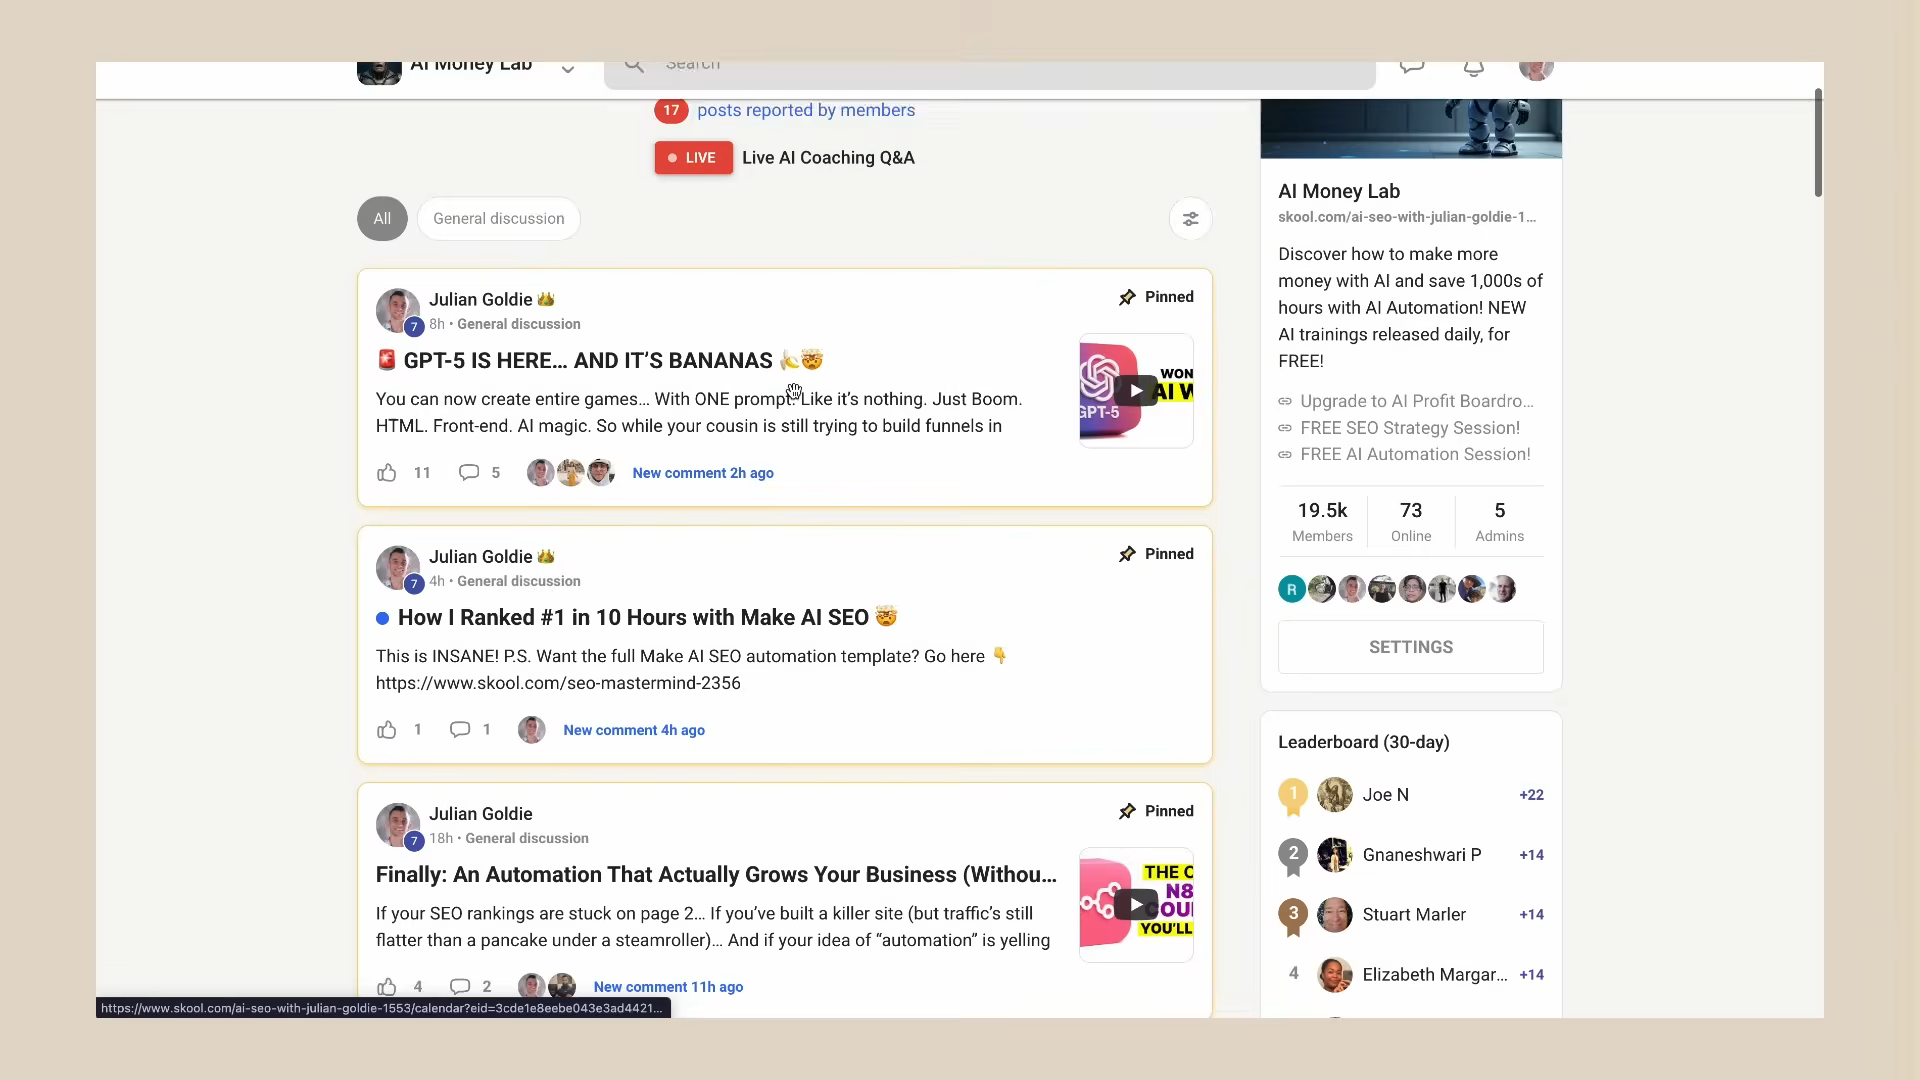 AI Money Lab
Search
17 posts reported by members
LIVE Live AI Coaching Q&A
All
General discussion
Julian Goldie 👑
7
8h • General discussion
Pinned
🚨 GPT-5 IS HERE… AND IT’S BANANAS 🍌🤯
You can now create entire games… With ONE prompt. Like it’s nothing. Just Boom.
HTML. Front-end. AI magic. So while your cousin is still trying to build funnels in
GPT-5
WON
AI W
11
5
New comment 2h ago
Julian Goldie 👑
7
4h • General discussion
Pinned
How I Ranked #1 in 10 Hours with Make AI SEO 🤯
This is INSANE! P.S. Want the full Make AI SEO automation template? Go here 👇
https://www.skool.com/seo-mastermind-2356
1
1
New comment 4h ago
Julian Goldie
7
18h • General discussion
Pinned
Finally: An Automation That Actually Grows Your Business (Withou...
If your SEO rankings are stuck on page 2… If you’ve built a killer site (but traffic’s still
flatter than a pancake under a steamroller)… And if your idea of “automation” is yelling
THE C
N8
COU
YOU'LL
4
2
New comment 11h ago
https://www.skool.com/ai-seo-with-julian-goldie-1553/calendar?eid=3cde1e8eebe043e3ad4421...
AI Money Lab
skool.com/ai-seo-with-julian-goldie-1...
Discover how to make more
money with AI and save 1,000s of
hours with AI Automation! NEW
AI trainings released daily, for
FREE!
Upgrade to AI Profit Boardro...
FREE SEO Strategy Session!
FREE AI Automation Session!
19.5k
Members
73
Online
5
Admins
R
SETTINGS
Leaderboard (30-day)
1 Joe N +22
2 Gnaneshwari P +14
3 Stuart Marler +14
4 Elizabeth Margar... +14